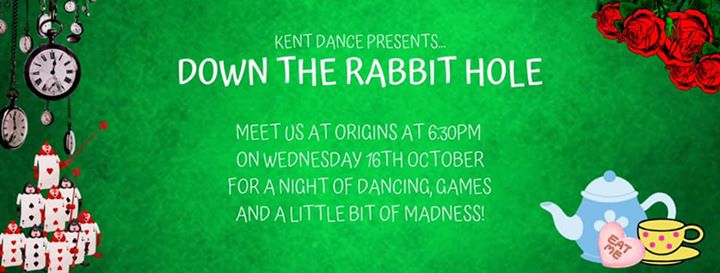 KENT DANCE PRESENTS...
DOWN THE RABBIT HOLE
MEET US AT ORIGINS AT 6:30PM
ON WEDNESDAY 16TH OCTOBER
FOR A NIGHT OF DANCING, GAMES
AND A LITTLE BIT OF MADNESS!
EAT
ME